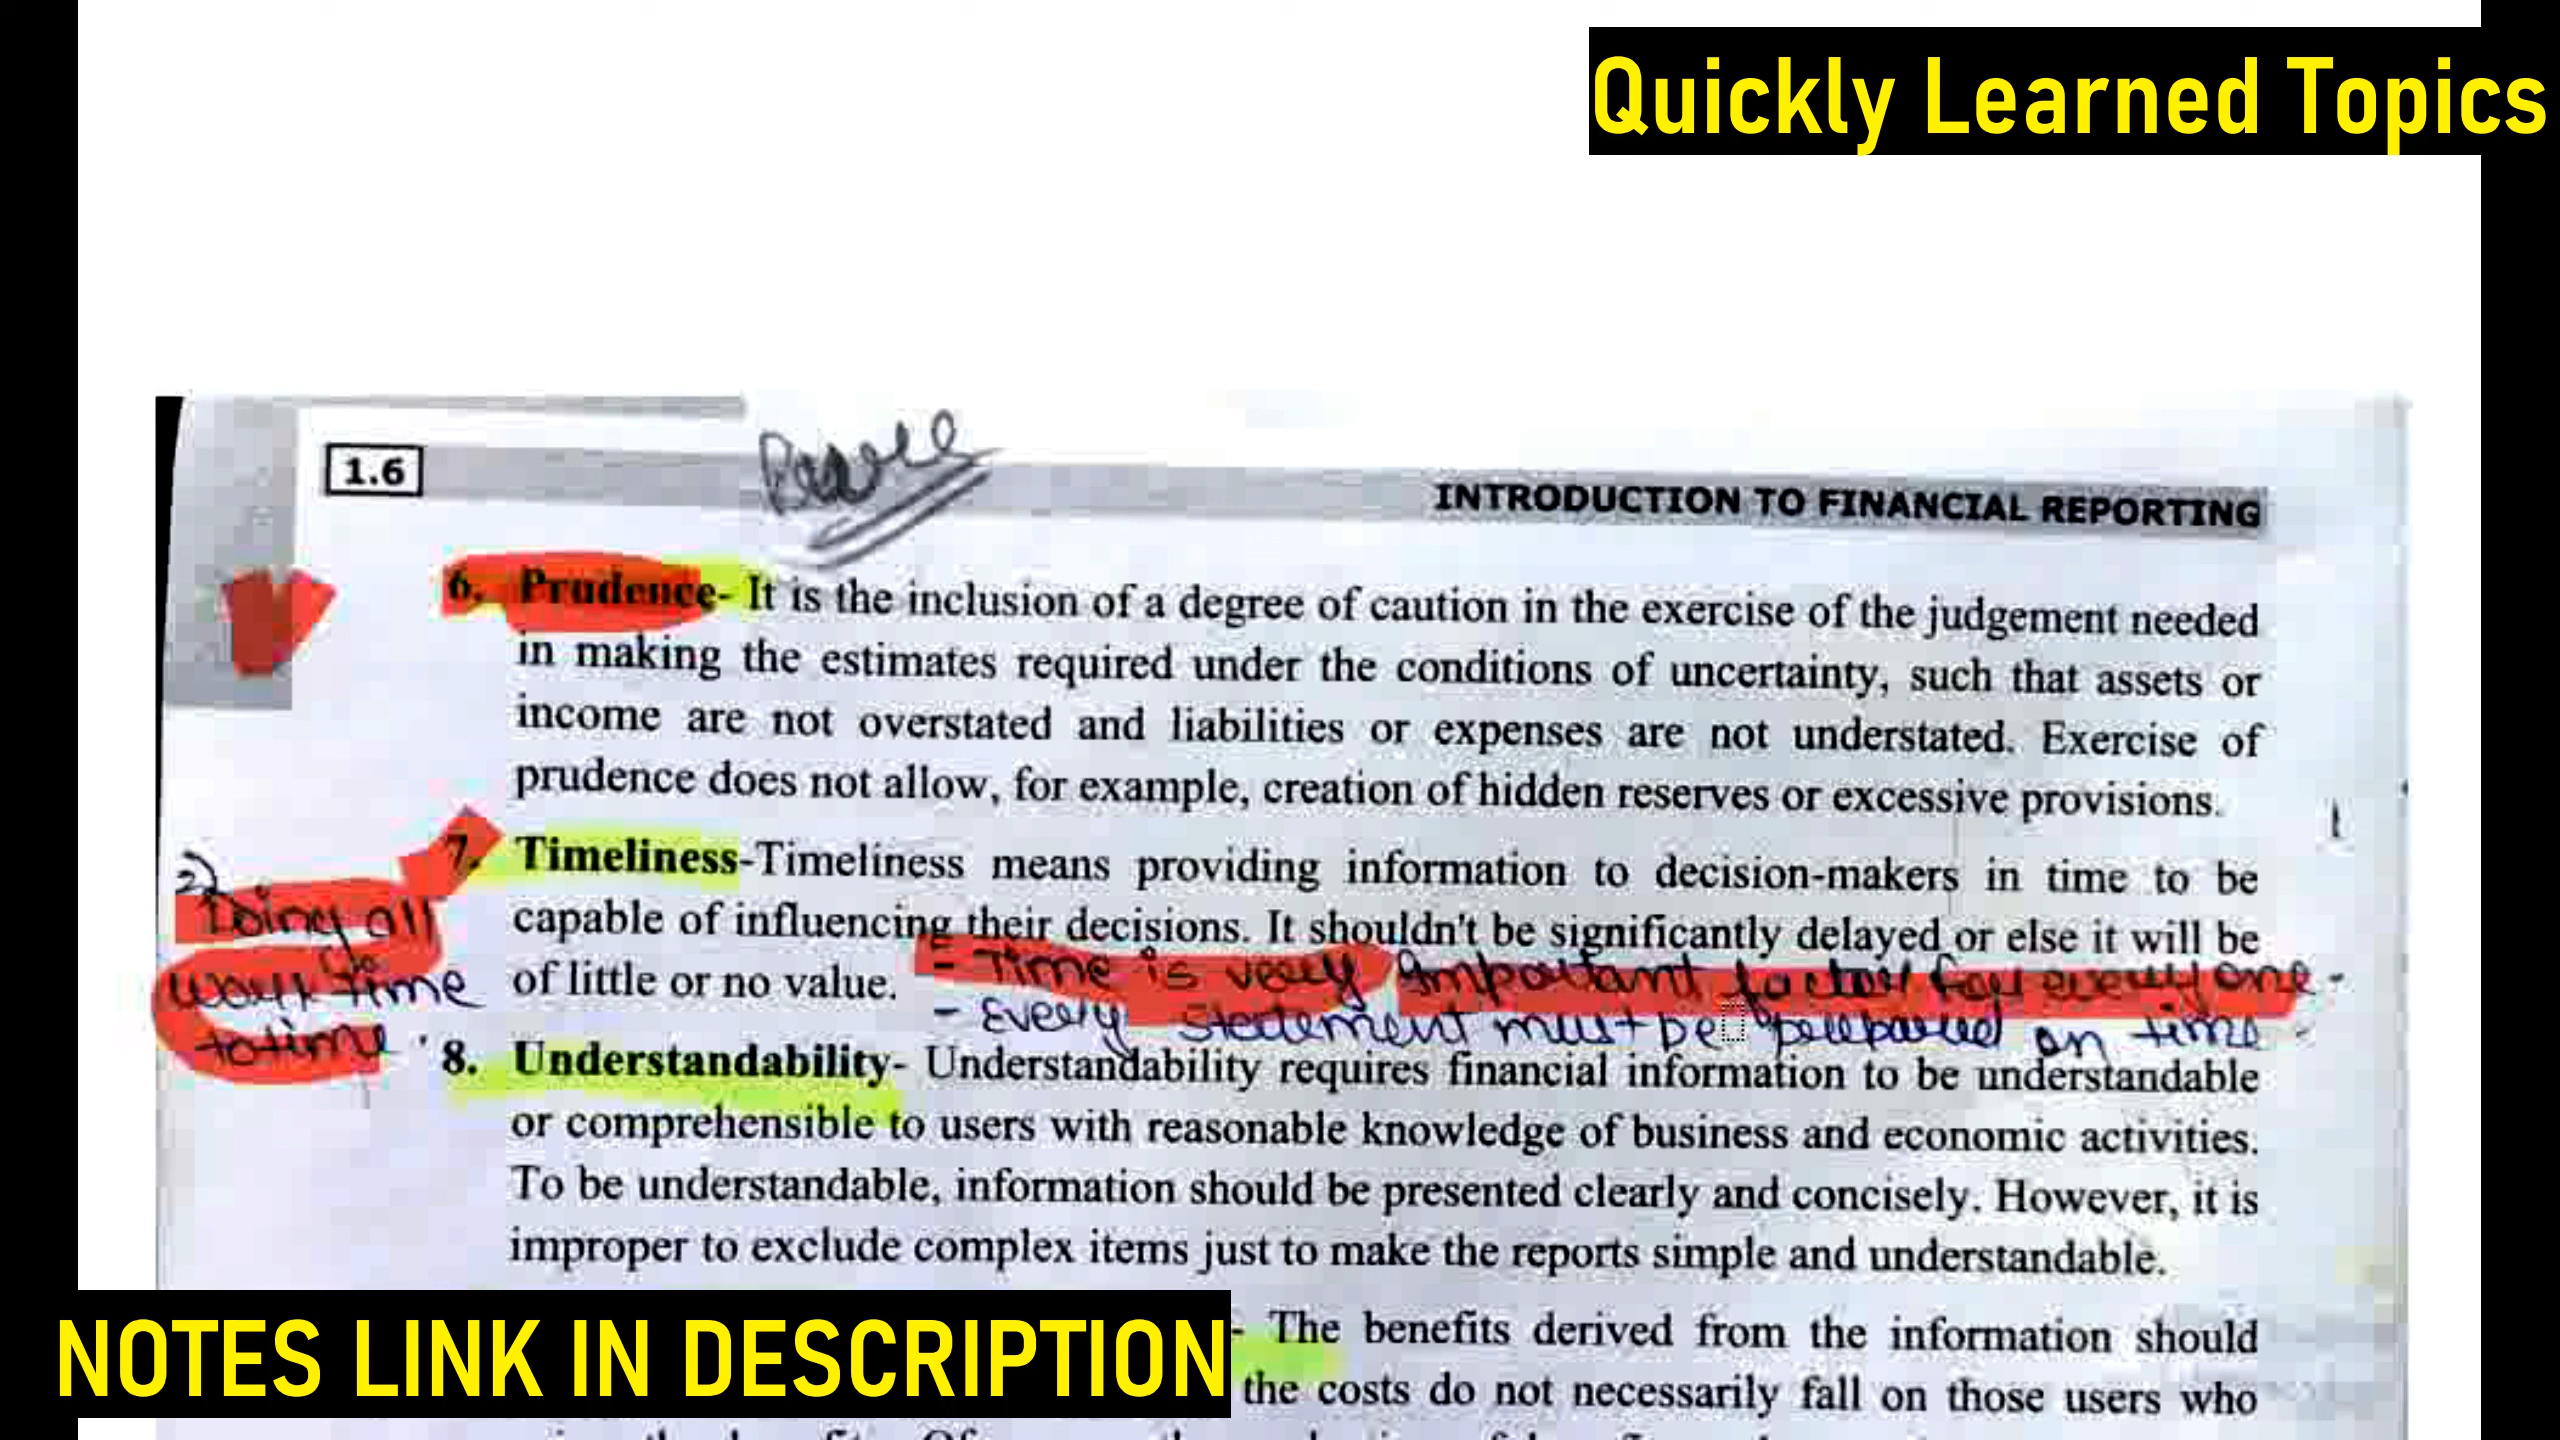 Quickly Learned Topics
1.6
INTRODUCTION TO FINANCIAL REPORTING
6. Prudence- It is the inclusion of a degree of caution in the exercise of the judgement needed
in making the estimates required under the conditions of uncertainty, such that assets or
income are not overstated and liabilities or expenses are not understated. Exercise of
prudence does not allow, for example, creation of hidden reserves or excessive provisions.
7. Timeliness-Timeliness means providing information to decision-makers in time to be
capable of influencing their decisions. It shouldn't be significantly delayed or else it will be
of little or no value.
- Time is very important factor for everyone-
- Every statement must be prepared on time
2)
Doing all
work time
to time
8. Understandability- Understandability requires financial information to be understandable
or comprehensible to users with reasonable knowledge of business and economic activities.
To be understandable, information should be presented clearly and concisely. However, it is
improper to exclude complex items just to make the reports simple and understandable.
- The benefits derived from the information should
the costs do not necessarily fall on those users who
NOTES LINK IN DESCRIPTION